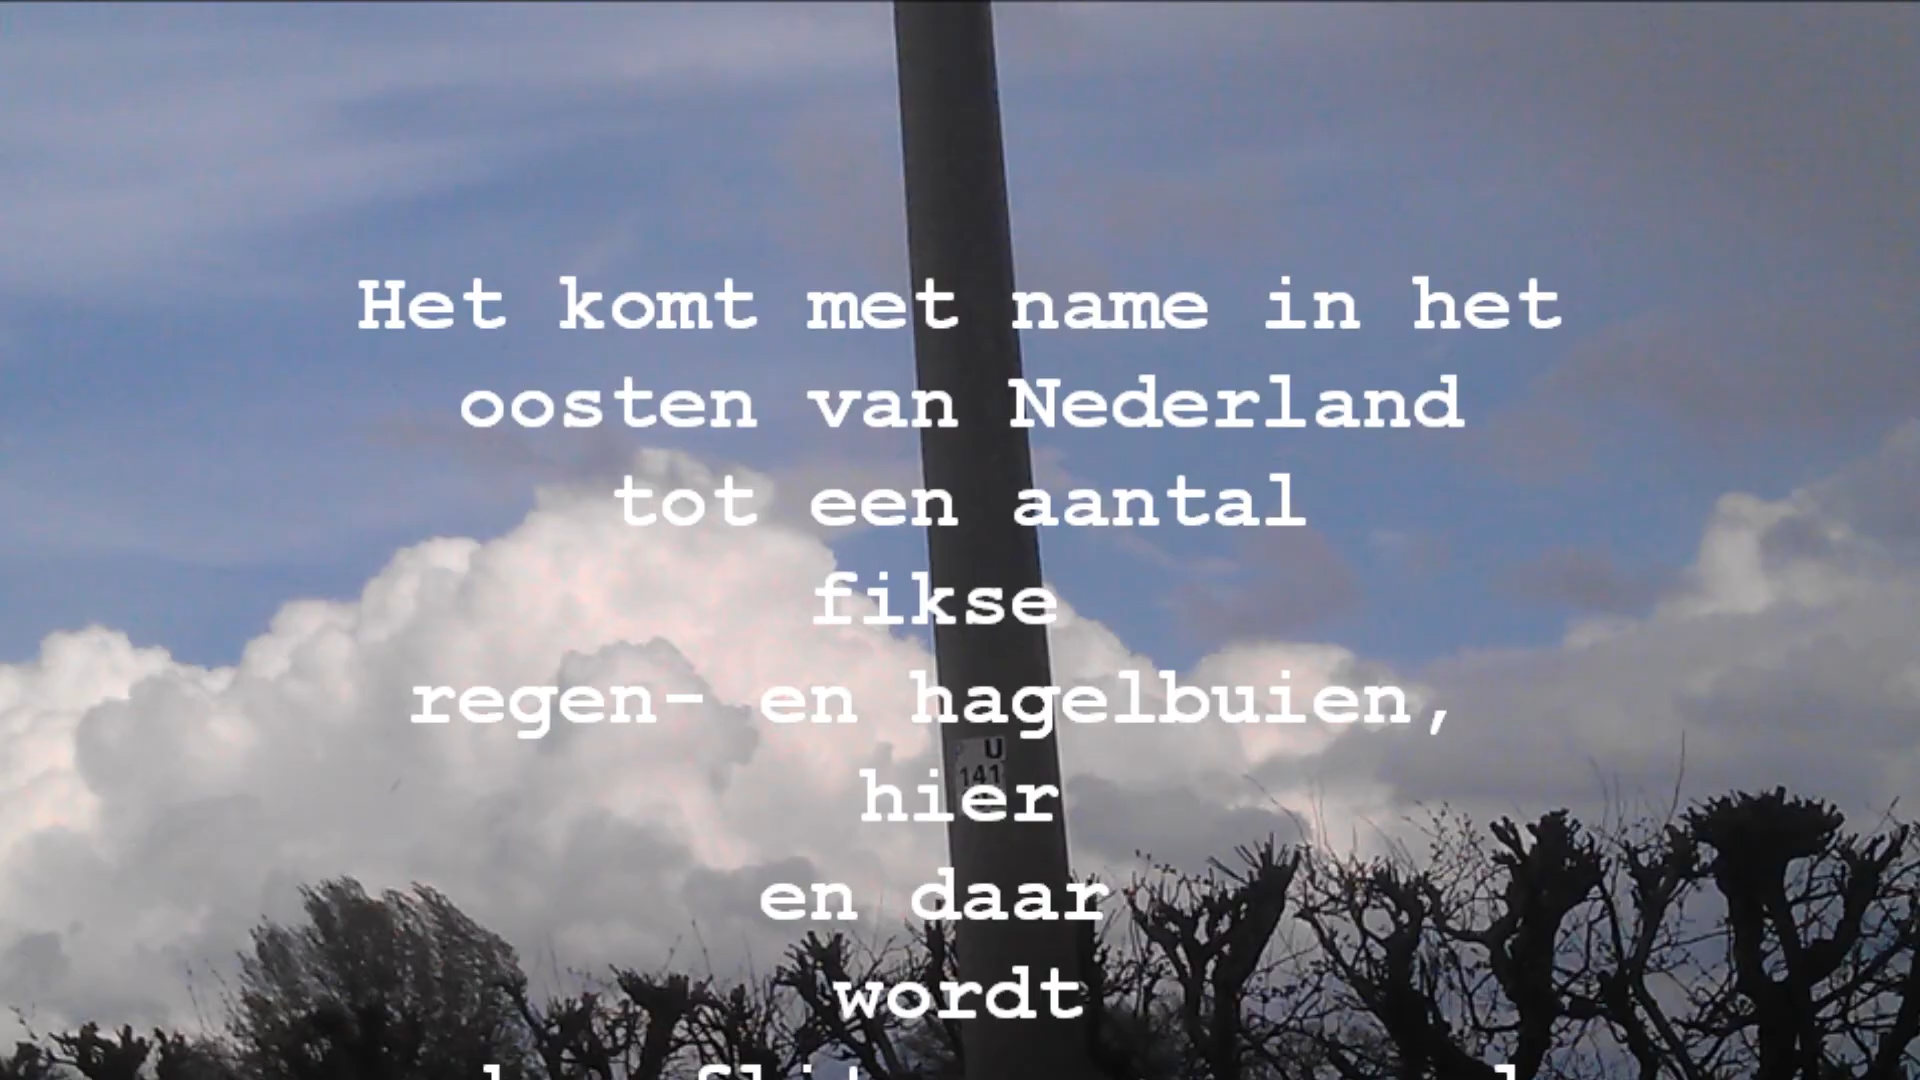 Het komt met name in het
oosten van Nederland
tot een aantal
fikse
regen- en hagelbuien,
U
141
hier
en daar
wordt